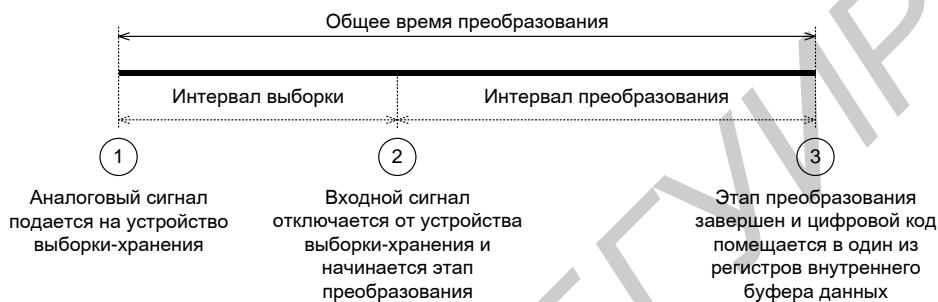 Общее время преобразования
Интервал выборки
Интервал преобразования
1
2
3
Аналоговый сигнал
подается на устройство
выборки-хранения
Входной сигнал
отключается от устройства
выборки-хранения и
начинается этап
преобразования
Этап преобразования
завершен и цифровой код
помещается в один из
регистров внутреннего
буфера данных
БГУИР